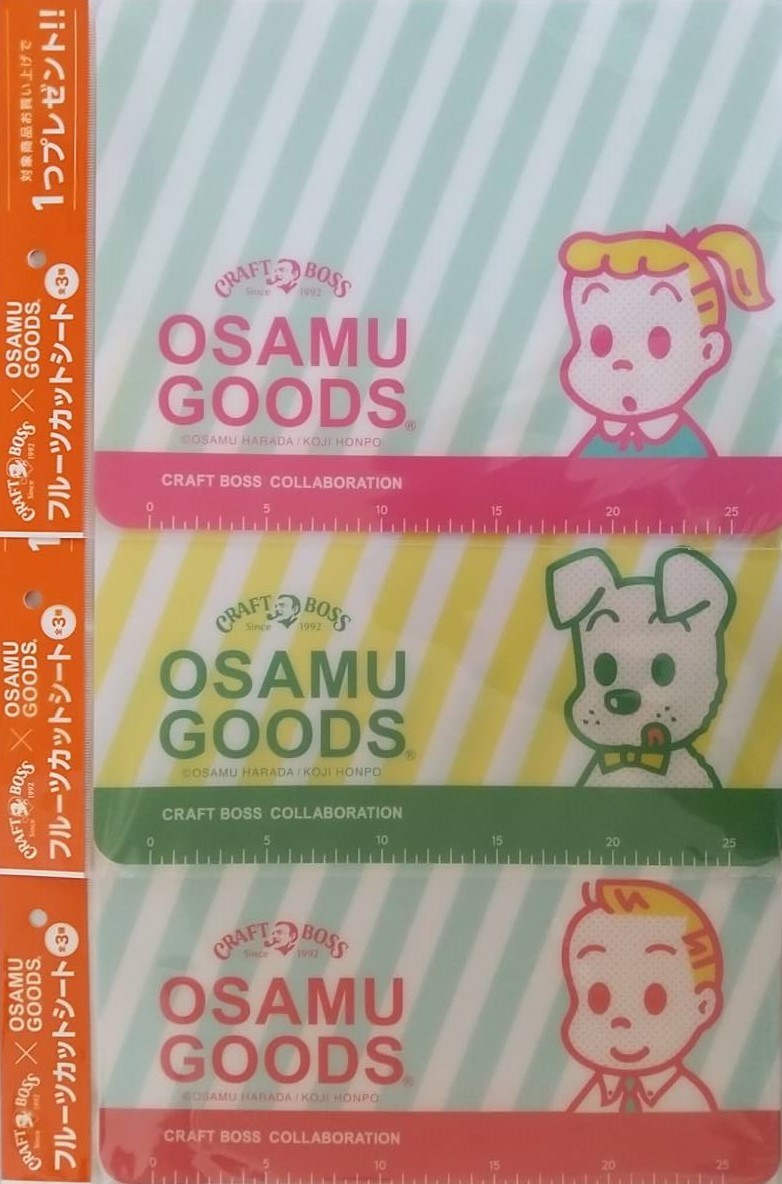 対象商品お買い上げで
1つプレゼント!!
CRAFT BOSS
Since 1992
×
OSAMU
GOODS®
フルーツカットシート 全3種
CRAFT BOSS
Since 1992
OSAMU
GOODS®
©OSAMU HARADA / KOJI HONPO
CRAFT BOSS COLLABORATION
0 5 10 15 20 25
1
CRAFT BOSS
Since 1992
×
OSAMU
GOODS®
フルーツカットシート 全3種
CRAFT BOSS
Since 1992
OSAMU
GOODS®
©OSAMU HARADA / KOJI HONPO
CRAFT BOSS COLLABORATION
0 5 10 15 20 25
CRAFT BOSS
Since 1992
×
OSAMU
GOODS®
フルーツカットシート 全3種
CRAFT BOSS
Since 1992
OSAMU
GOODS®
©OSAMU HARADA / KOJI HONPO
CRAFT BOSS COLLABORATION
0 5 10 15 20 25